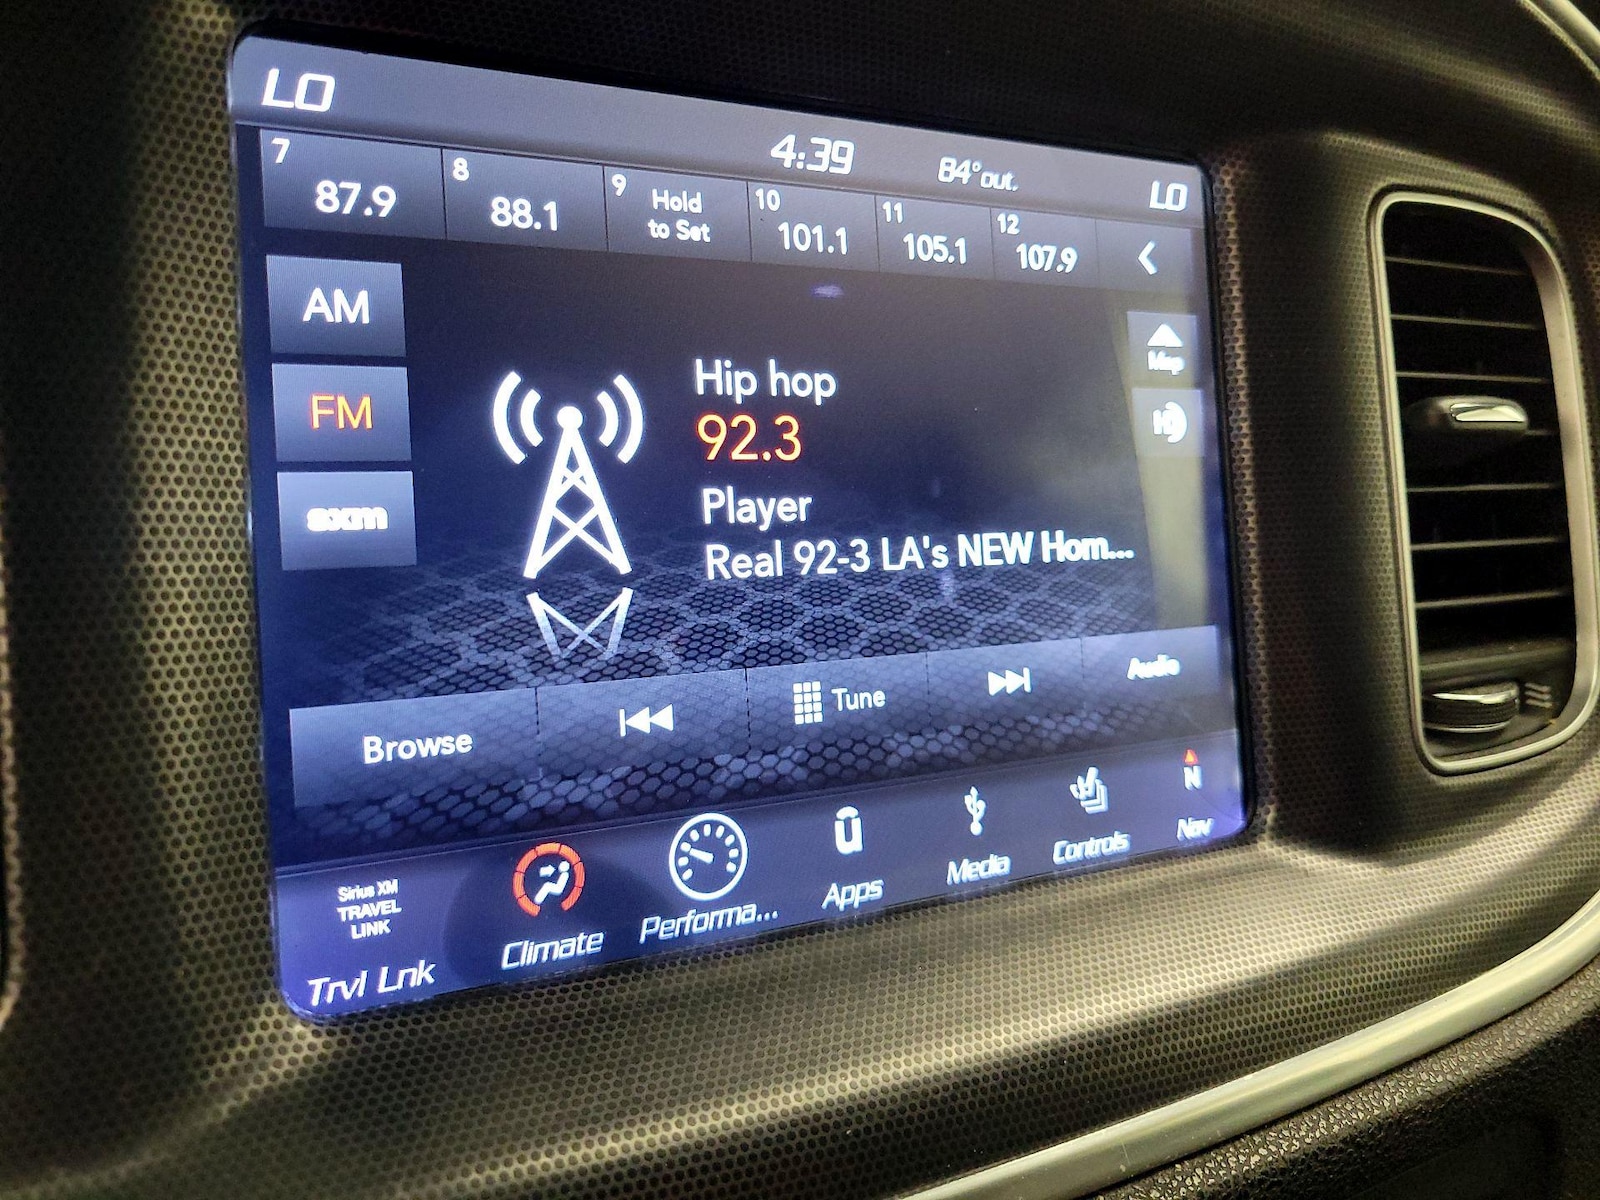 LO
4:39
84° out.
LO
7
87.9
8
88.1
9
Hold
to Set
10
101.1
11
105.1
12
107.9
AM
FM
sxm
Hip hop
92.3
Player
Real 92-3 LA's NEW Hom...
Map
HD
Browse
Tune
Audio
Sirius XM
TRAVEL
LINK
Trvl Lnk
Climate
Performa...
Apps
Media
Controls
N
Nav